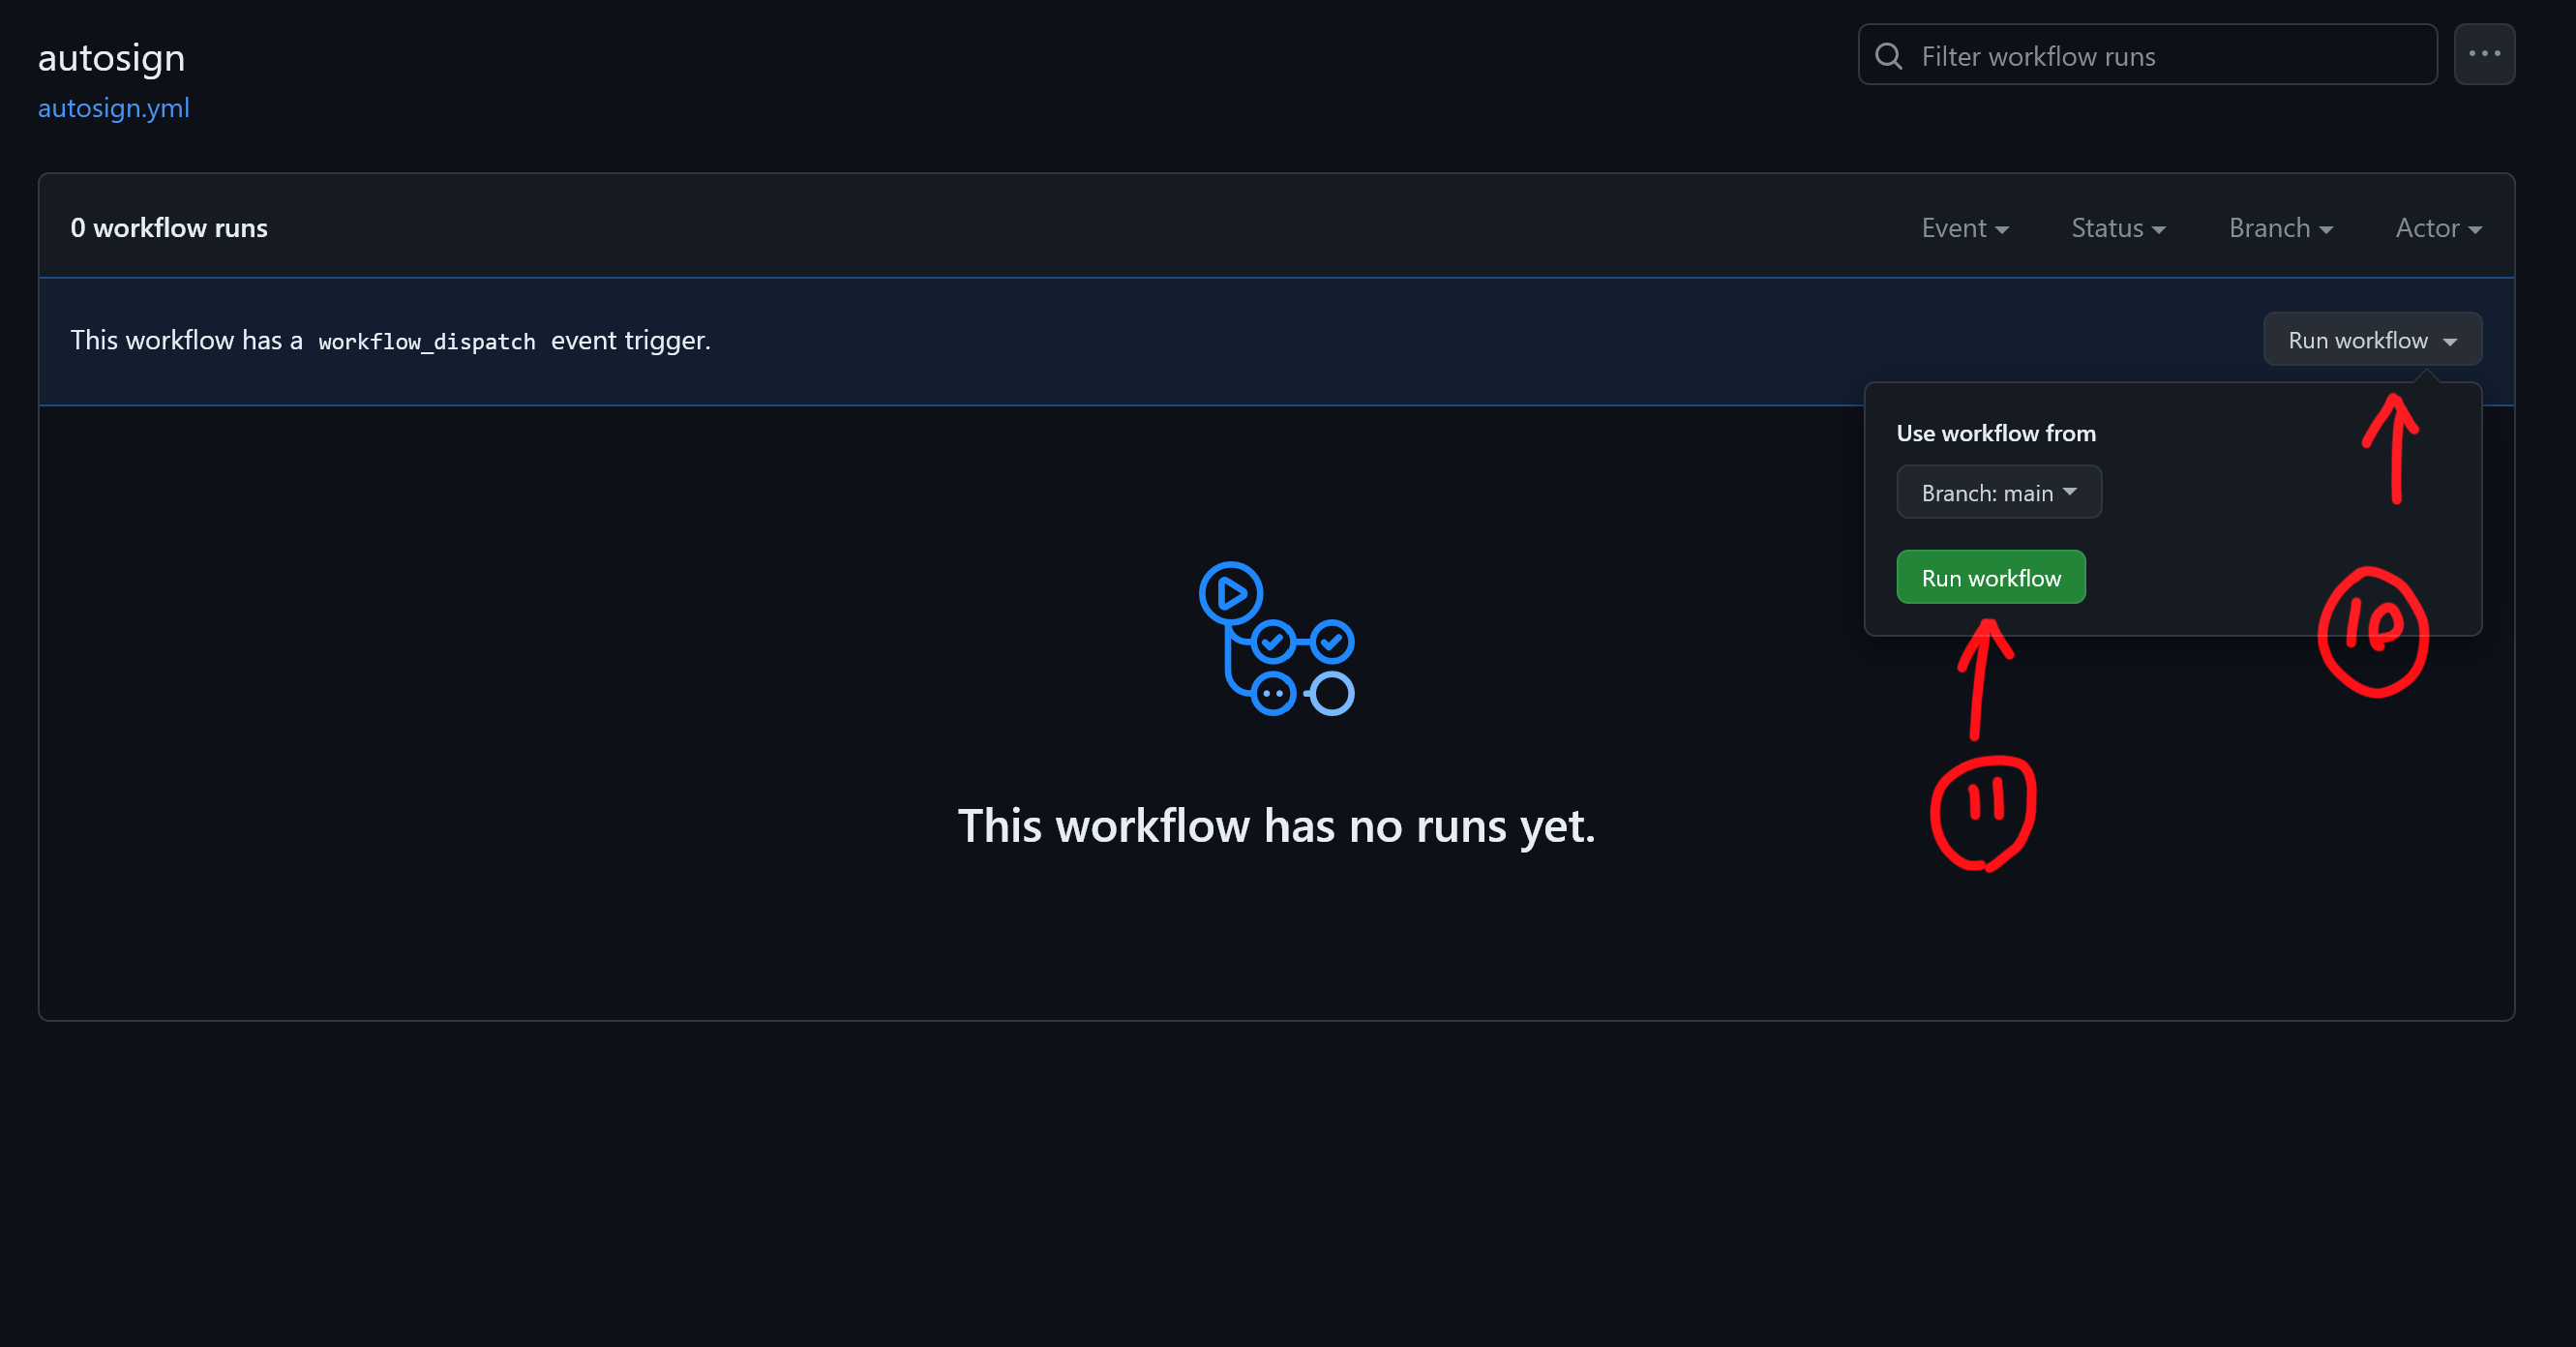 autosign
Filter workflow runs
autosign.yml
0 workflow runs
Event
Status
Branch
Actor
This workflow has a workflow_dispatch event trigger.
Run workflow
Use workflow from
Branch: main
Run workflow
10
11
This workflow has no runs yet.